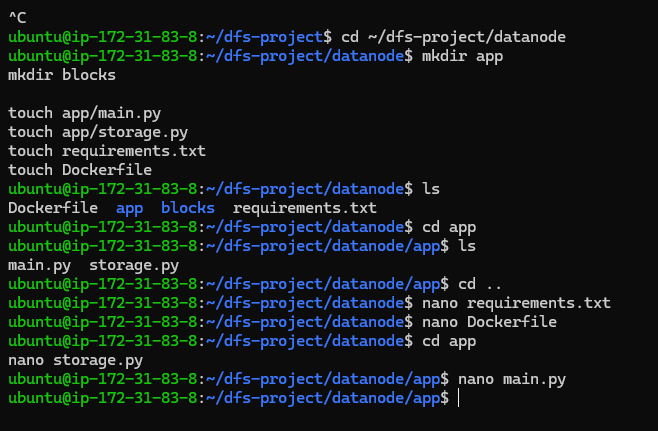 ^C
ubuntu@ip-172-31-83-8:~/dfs-project$ cd ~/dfs-project/datanode
ubuntu@ip-172-31-83-8:~/dfs-project/datanode$ mkdir app
mkdir blocks
touch app/main.py
touch app/storage.py
touch requirements.txt
touch Dockerfile
ubuntu@ip-172-31-83-8:~/dfs-project/datanode$ ls
Dockerfile  app  blocks  requirements.txt
ubuntu@ip-172-31-83-8:~/dfs-project/datanode$ cd app
ubuntu@ip-172-31-83-8:~/dfs-project/datanode/app$ ls
main.py  storage.py
ubuntu@ip-172-31-83-8:~/dfs-project/datanode/app$ cd ..
ubuntu@ip-172-31-83-8:~/dfs-project/datanode$ nano requirements.txt
ubuntu@ip-172-31-83-8:~/dfs-project/datanode$ nano Dockerfile
ubuntu@ip-172-31-83-8:~/dfs-project/datanode$ cd app
nano storage.py
ubuntu@ip-172-31-83-8:~/dfs-project/datanode/app$ nano main.py
ubuntu@ip-172-31-83-8:~/dfs-project/datanode/app$